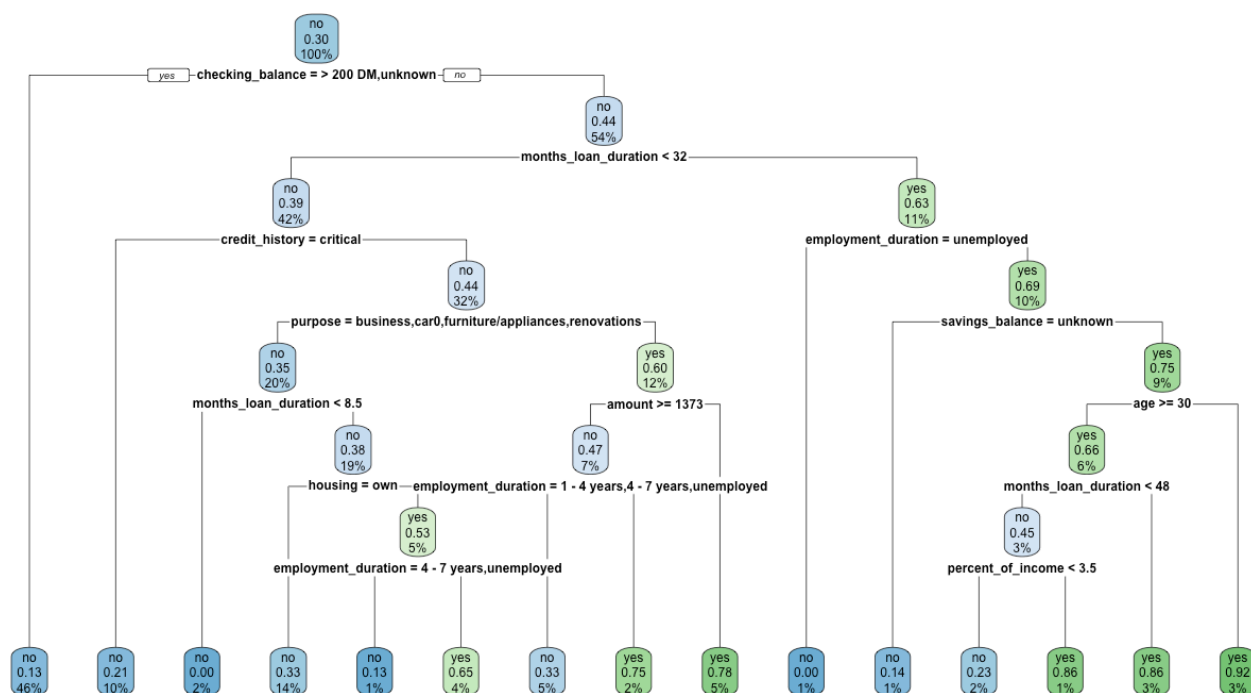 no
0.30
100%
yes checking_balance = > 200 DM,unknown no
no
0.44
54%
months_loan_duration < 32
no
0.39
42%
yes
0.63
11%
credit_history = critical
employment_duration = unemployed
no
0.44
32%
yes
0.69
10%
purpose = business,car0,furniture/appliances,renovations
savings_balance = unknown
no
0.35
20%
yes
0.60
12%
yes
0.75
9%
months_loan_duration < 8.5
amount >= 1373
age >= 30
no
0.38
19%
no
0.47
7%
yes
0.66
6%
housing = own
employment_duration = 1 - 4 years,4 - 7 years,unemployed
months_loan_duration < 48
yes
0.53
5%
no
0.45
3%
employment_duration = 4 - 7 years,unemployed
percent_of_income < 3.5
no
0.13
46%
no
0.21
10%
no
0.00
2%
no
0.33
14%
no
0.13
1%
yes
0.65
4%
no
0.33
5%
yes
0.75
2%
yes
0.78
5%
no
0.00
1%
no
0.14
1%
no
0.23
2%
yes
0.86
1%
yes
0.86
3%
yes
0.92
3%